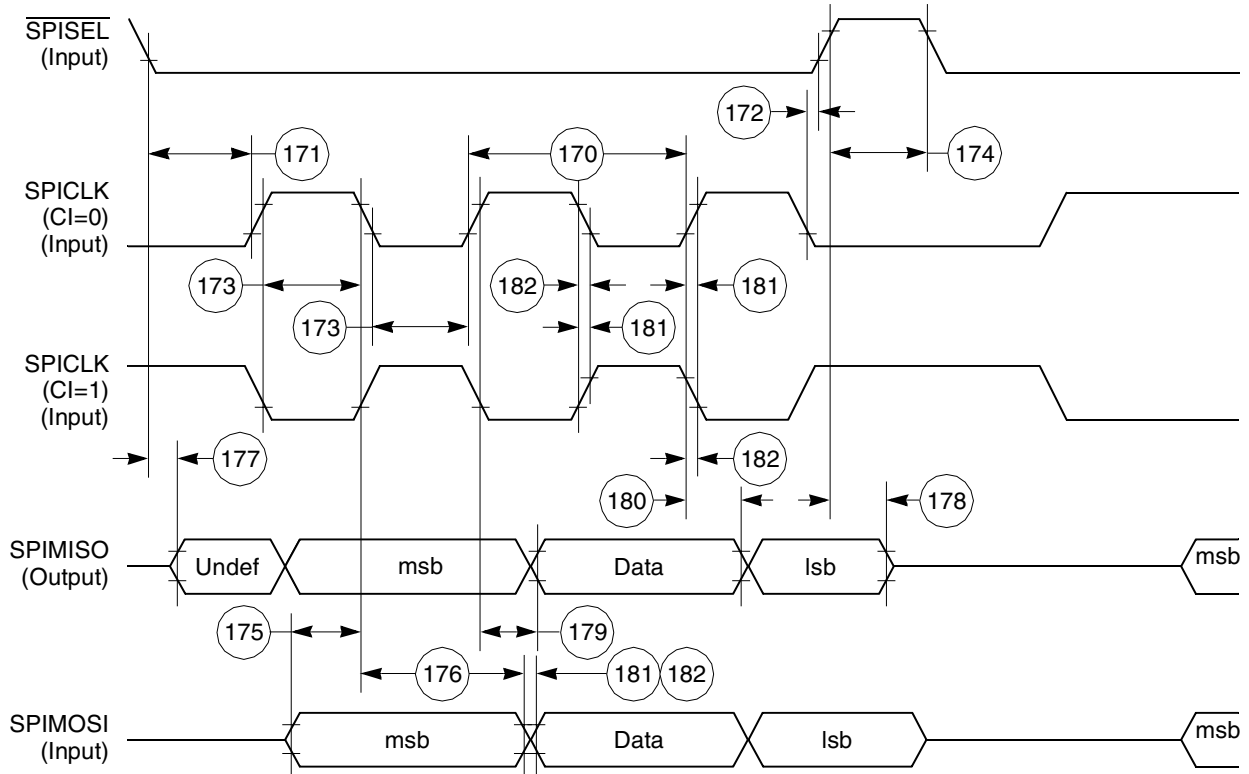 SPISEL
(Input)
172
171
170
174
SPICLK
(CI=0)
(Input)
173
182
181
173
181
SPICLK
(CI=1)
(Input)
177
182
180
178
SPIMISO
(Output)
Undef
msb
Data
lsb
msb
175
179
176
181
182
SPIMOSI
(Input)
msb
Data
lsb
msb